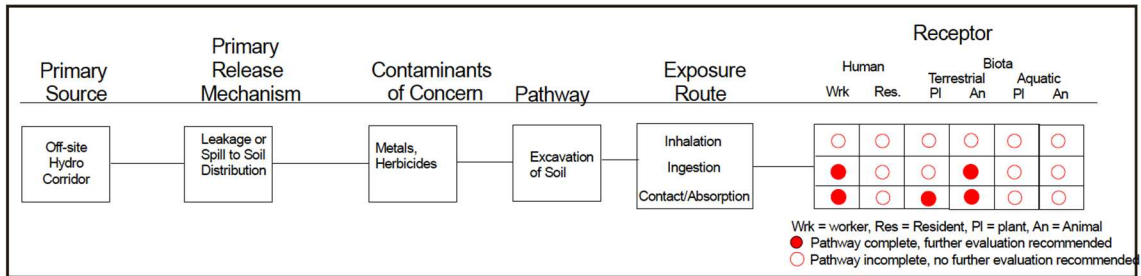 Receptor
Primary Source
Primary Release Mechanism
Contaminants of Concern
Pathway
Exposure Route
Human
Biota
Terrestrial
Aquatic
Wrk
Res.
Pl
An
Pl
An
Off-site
Hydro
Corridor
Leakage or
Spill to Soil
Distribution
Metals,
Herbicides
Excavation
of Soil
Inhalation
Ingestion
Contact/Absorption
Wrk = worker, Res = Resident, Pl = plant, An = Animal
Pathway complete, further evaluation recommended
Pathway incomplete, no further evaluation recommended